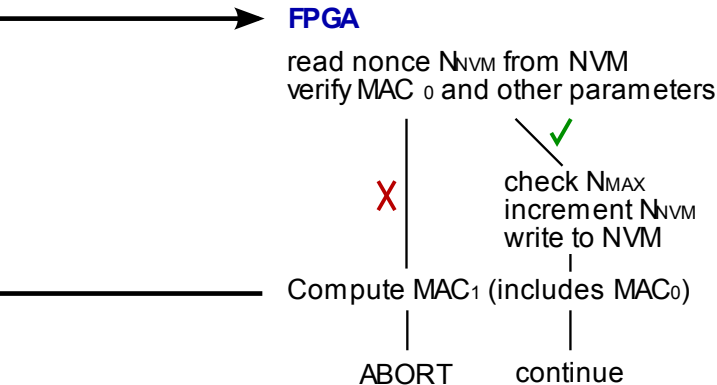 FPGA
read nonce NNVM from NVM
verify MAC 0 and other parameters
✓
X
check NMAX
increment NNVM
write to NVM
Compute MAC1 (includes MAC0)
ABORT continue